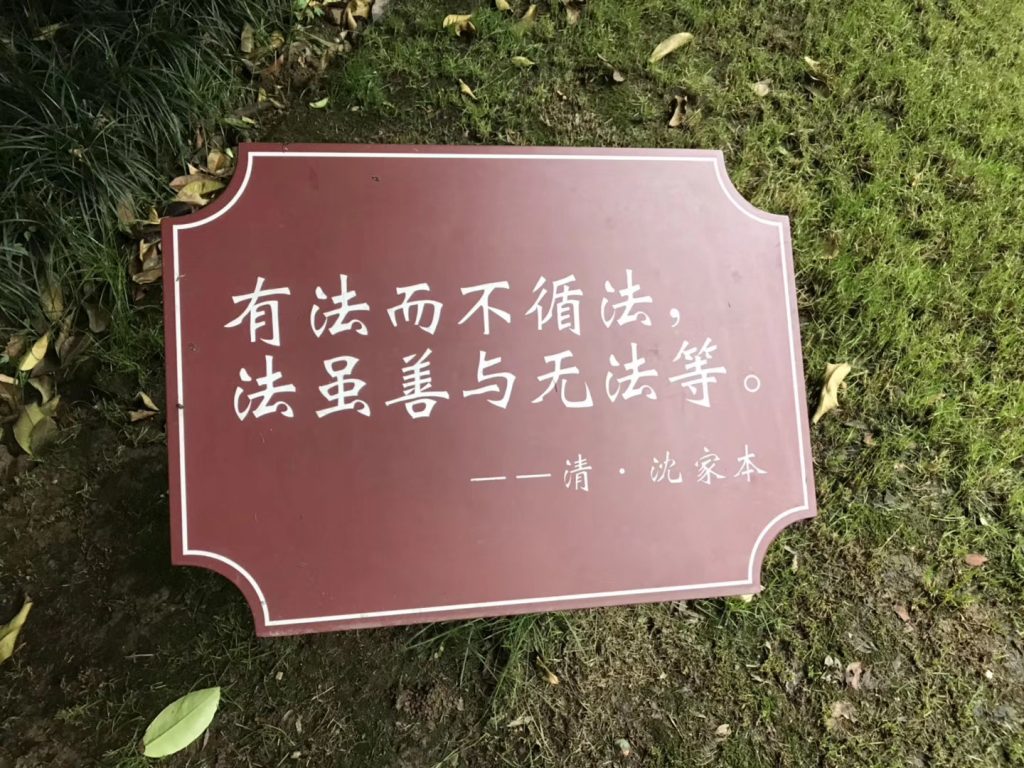 有法而不循法，
法虽善与无法等。
——清·沈家本